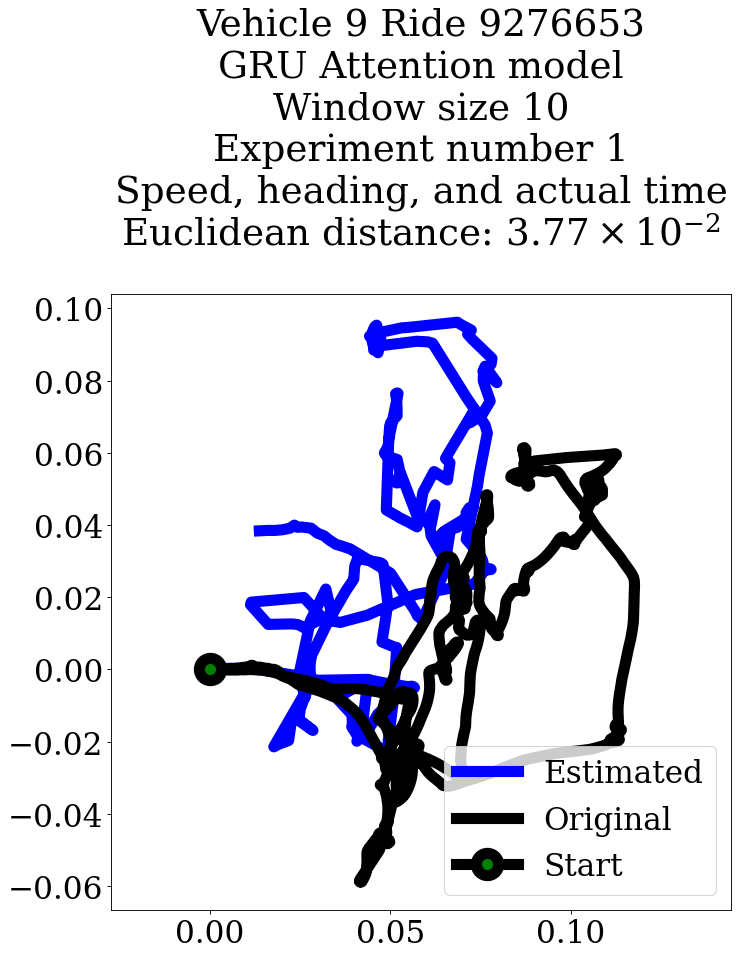 Vehicle 9 Ride 9276653
GRU Attention model
Window size 10
Experiment number 1
Speed, heading, and actual time
Euclidean distance: 3.77 × 10⁻²
0.10
0.08
0.06
0.04
0.02
0.00
−0.02
−0.04
−0.06
Estimated
Original
Start
0.00 0.05 0.10